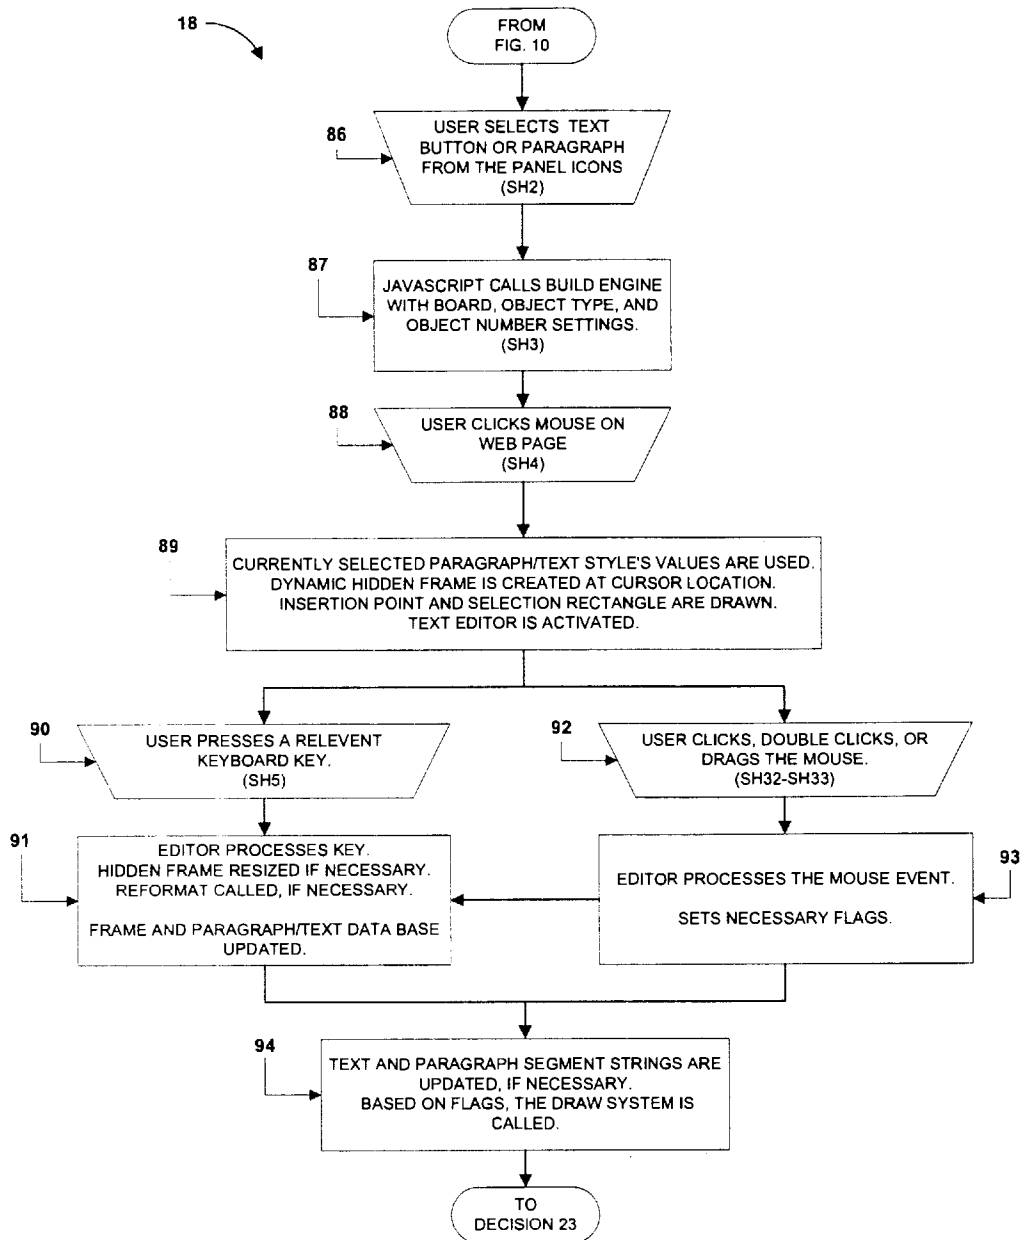 18
FROM
FIG. 10
86
USER SELECTS TEXT
BUTTON OR PARAGRAPH
FROM THE PANEL ICONS
(SH2)
87
JAVASCRIPT CALLS BUILD ENGINE
WITH BOARD, OBJECT TYPE, AND
OBJECT NUMBER SETTINGS.
(SH3)
88
USER CLICKS MOUSE ON
WEB PAGE
(SH4)
89
CURRENTLY SELECTED PARAGRAPH/TEXT STYLE'S VALUES ARE USED.
DYNAMIC HIDDEN FRAME IS CREATED AT CURSOR LOCATION.
INSERTION POINT AND SELECTION RECTANGLE ARE DRAWN.
TEXT EDITOR IS ACTIVATED.
90
USER PRESSES A RELEVENT
KEYBOARD KEY.
(SH5)
92
USER CLICKS, DOUBLE CLICKS, OR
DRAGS THE MOUSE.
(SH32-SH33)
91
EDITOR PROCESSES KEY.
HIDDEN FRAME RESIZED IF NECESSARY.
REFORMAT CALLED, IF NECESSARY.
FRAME AND PARAGRAPH/TEXT DATA BASE
UPDATED.
93
EDITOR PROCESSES THE MOUSE EVENT.
SETS NECESSARY FLAGS.
94
TEXT AND PARAGRAPH SEGMENT STRINGS ARE
UPDATED, IF NECESSARY.
BASED ON FLAGS, THE DRAW SYSTEM IS
CALLED.
TO
DECISION 23